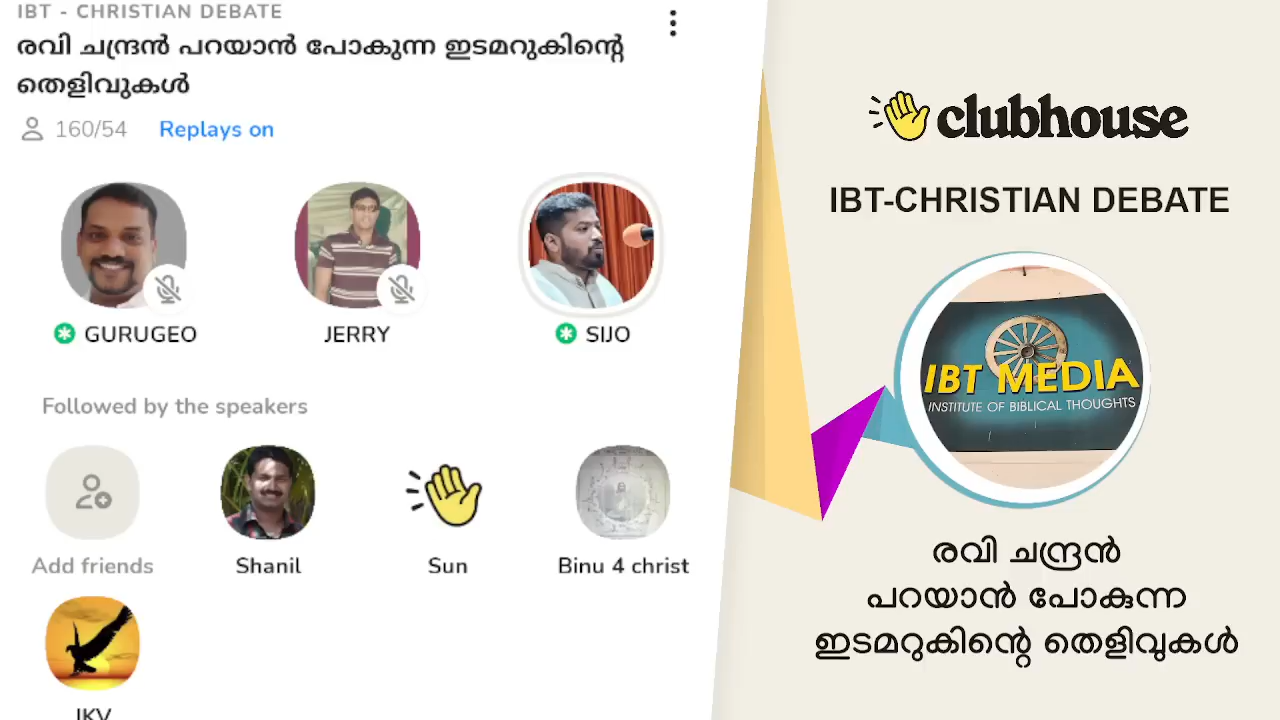 IBT - CHRISTIAN DEBATE
രവി ചന്ദ്രൻ പറയാൻ പോകുന്ന ഇടമറുകിന്റെ
തെളിവുകൾ
160/54 Replays on
GURUGEO JERRY SIJO
Followed by the speakers
Add friends Shanil Sun Binu 4 christ
JKV
clubhouse
IBT-CHRISTIAN DEBATE
IBT MEDIA
INSTITUTE OF BIBLICAL THOUGHTS
രവി ചന്ദ്രൻ
പറയാൻ പോകുന്ന
ഇടമറുകിന്റെ തെളിവുകൾ